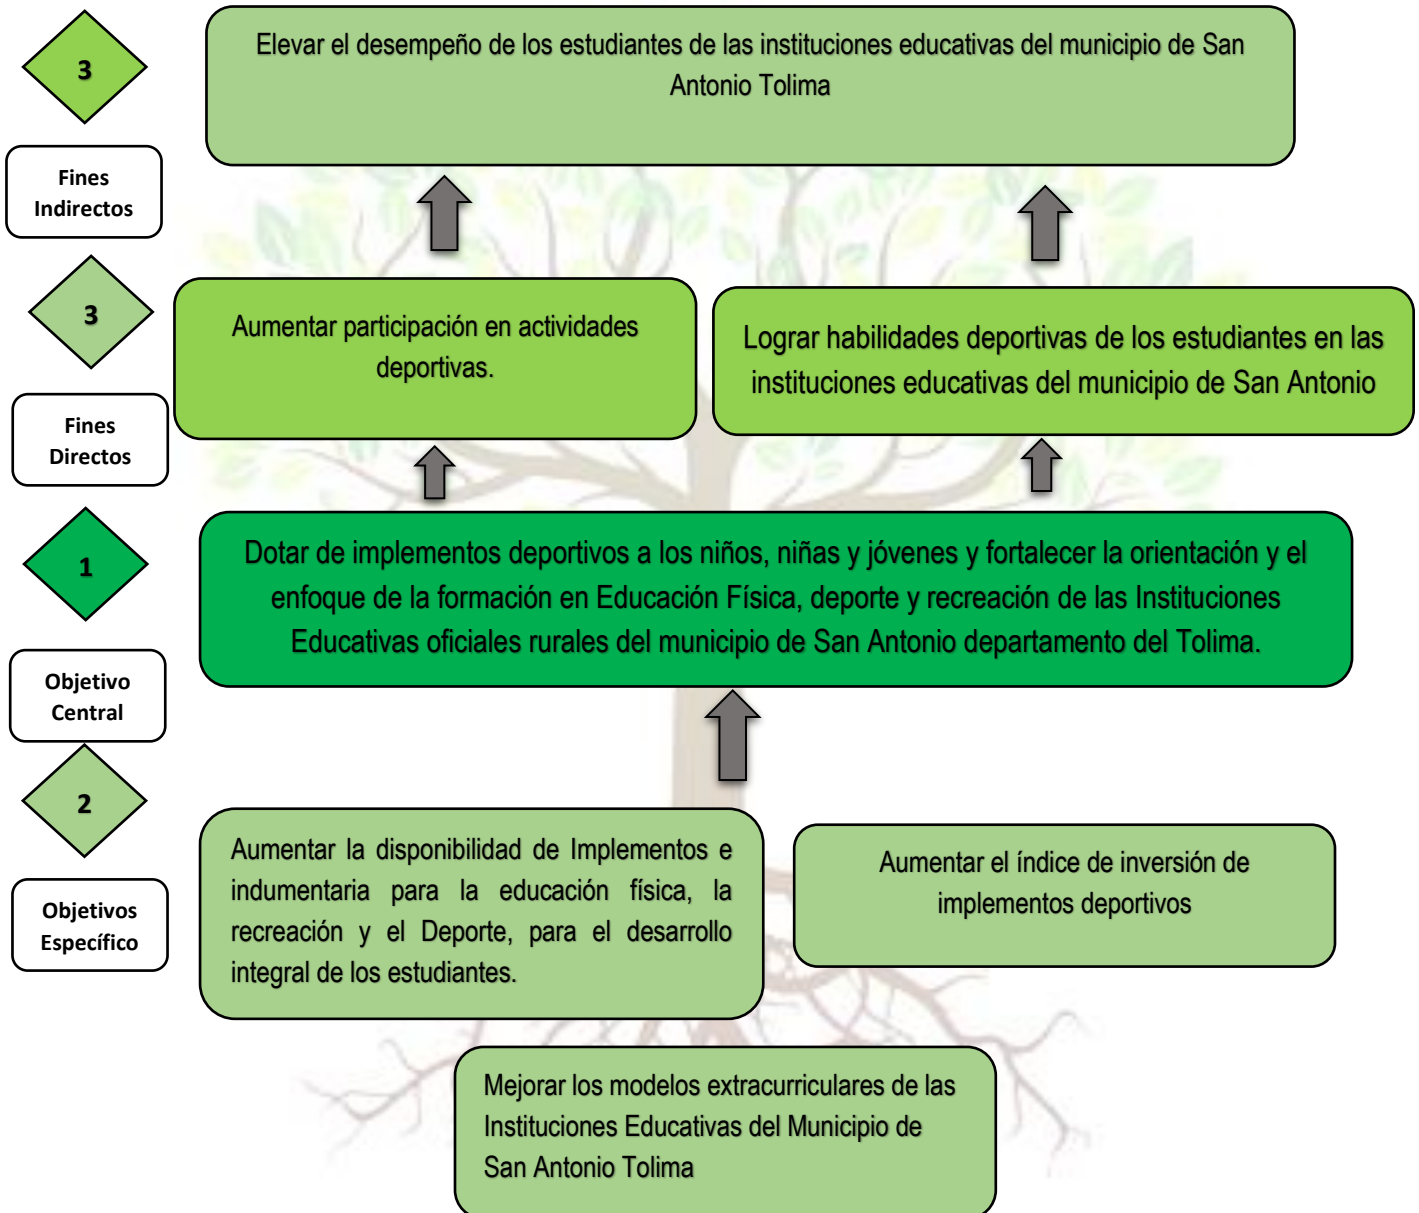 3
Elevar el desempeño de los estudiantes de las instituciones educativas del municipio de San
Antonio Tolima
Fines
Indirectos
3
Aumentar participación en actividades
deportivas.
Lograr habilidades deportivas de los estudiantes en las
instituciones educativas del municipio de San Antonio
Fines
Directos
1
Dotar de implementos deportivos a los niños, niñas y jóvenes y fortalecer la orientación y el
enfoque de la formación en Educación Física, deporte y recreación de las Instituciones
Educativas oficiales rurales del municipio de San Antonio departamento del Tolima.
Objetivo
Central
2
Aumentar la disponibilidad de Implementos e
indumentaria para la educación física, la
recreación y el Deporte, para el desarrollo
integral de los estudiantes.
Aumentar el índice de inversión de
implementos deportivos
Objetivos
Específico
Mejorar los modelos extracurriculares de las
Instituciones Educativas del Municipio de
San Antonio Tolima